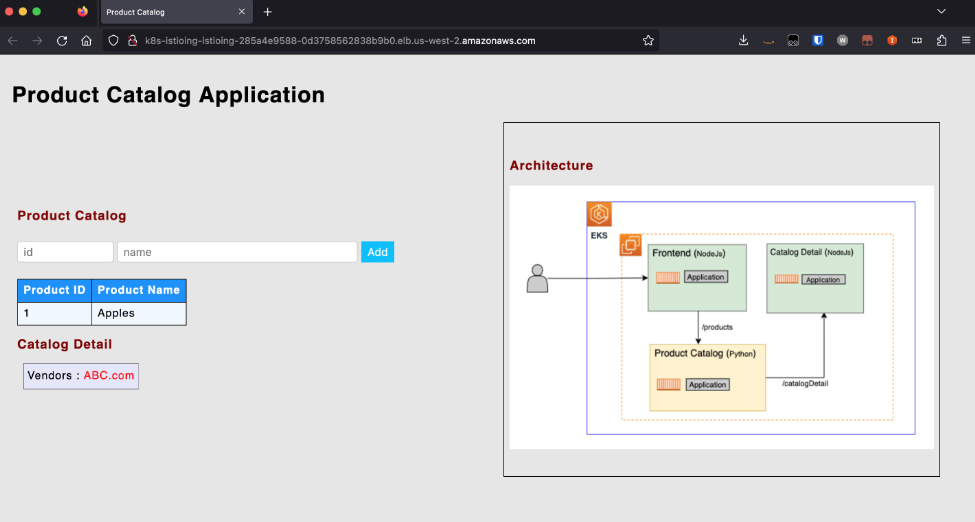 Product Catalog
k8s-istioing-istioing-285a4e9588-0d3758562838b9b0.elb.us-west-2.amazonaws.com
Product Catalog Application
Product Catalog
id name Add
Product ID Product Name
1 Apples
Catalog Detail
Vendors : ABC.com
Architecture
EKS
Frontend (NodeJs)
Application
Catalog Detail (NodeJs)
Application
/products
Product Catalog (Python)
Application
/catalogDetail